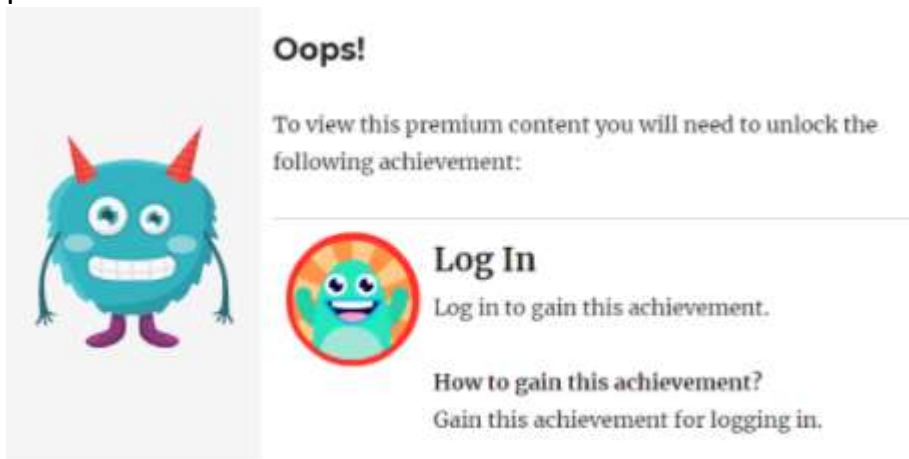 Oops!
To view this premium content you will need to unlock the
following achievement:
Log In
Log in to gain this achievement.
How to gain this achievement?
Gain this achievement for logging in.